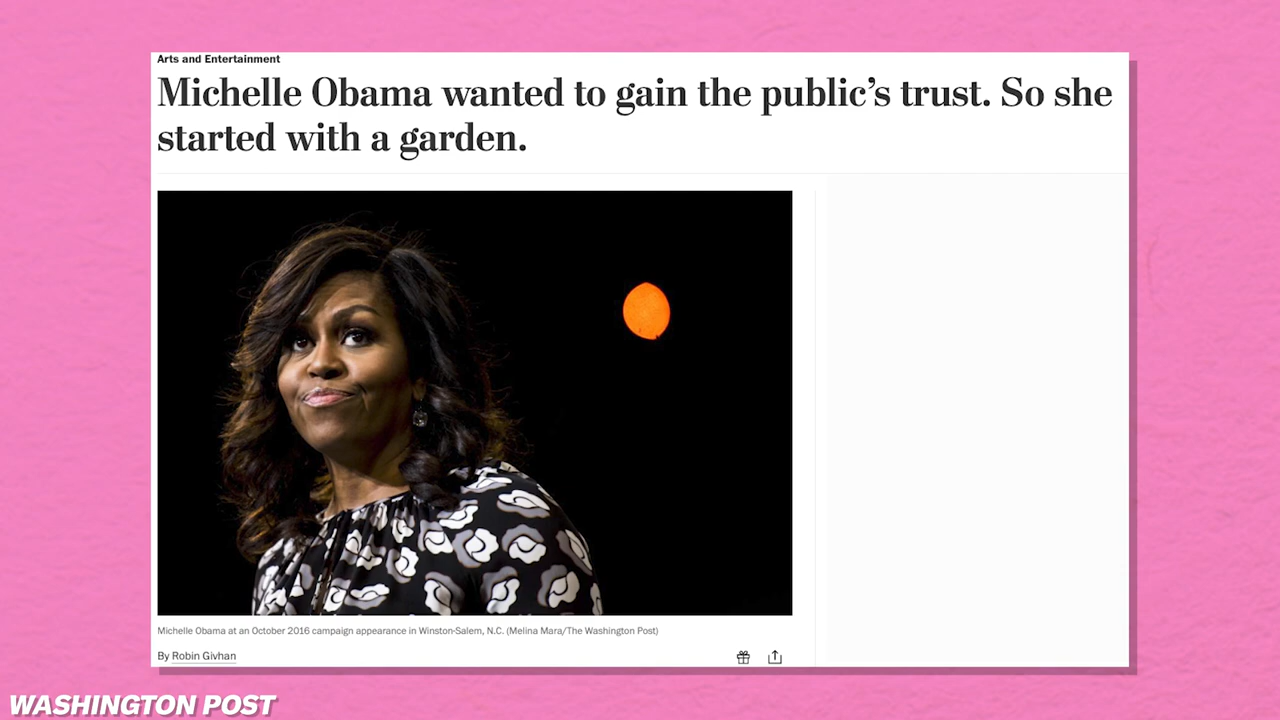 Arts and Entertainment
Michelle Obama wanted to gain the public’s trust. So she
started with a garden.
Michelle Obama at an October 2016 campaign appearance in Winston-Salem, N.C. (Melina Mara/The Washington Post)
By Robin Givhan
WASHINGTON POST